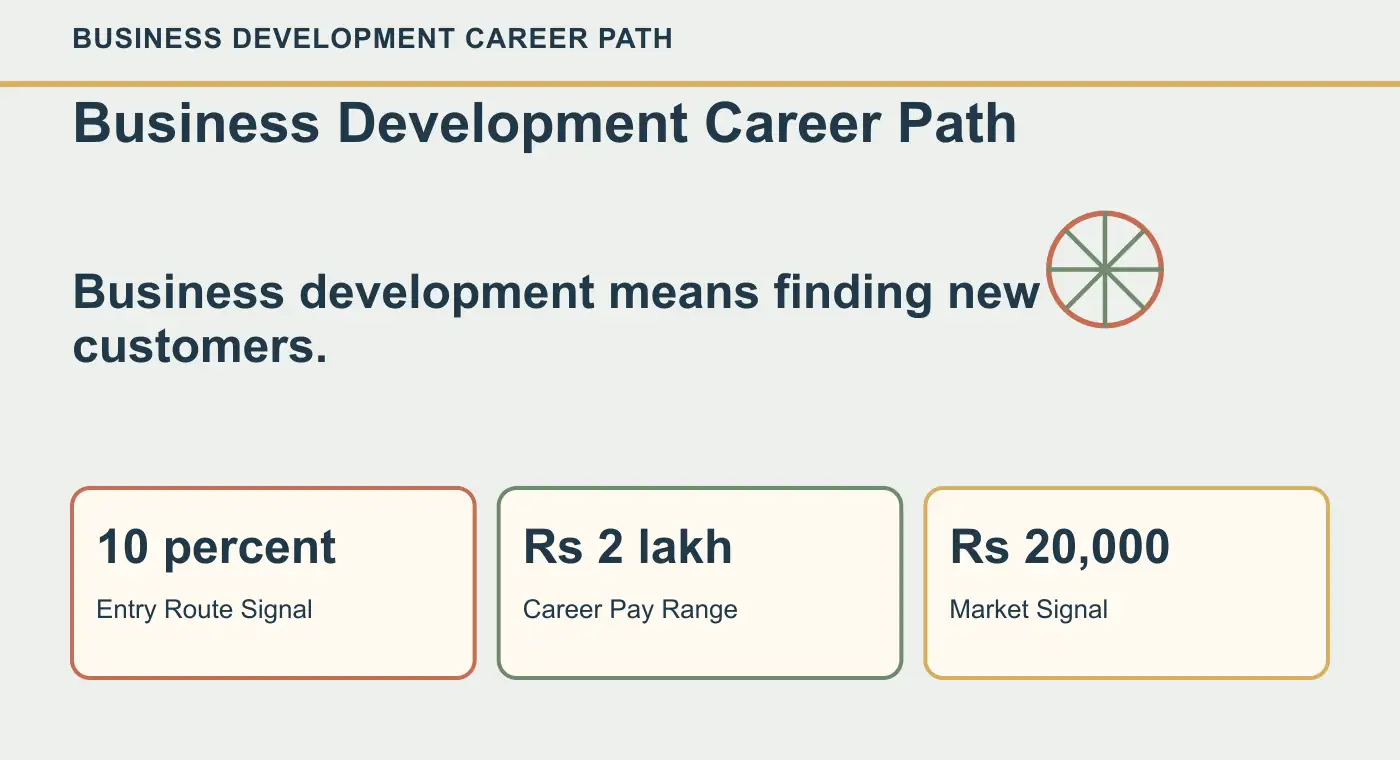 BUSINESS DEVELOPMENT CAREER PATH
Business Development Career Path
Business development means finding new
customers.
10 percent
Entry Route Signal
Rs 2 lakh
Career Pay Range
Rs 20,000
Market Signal